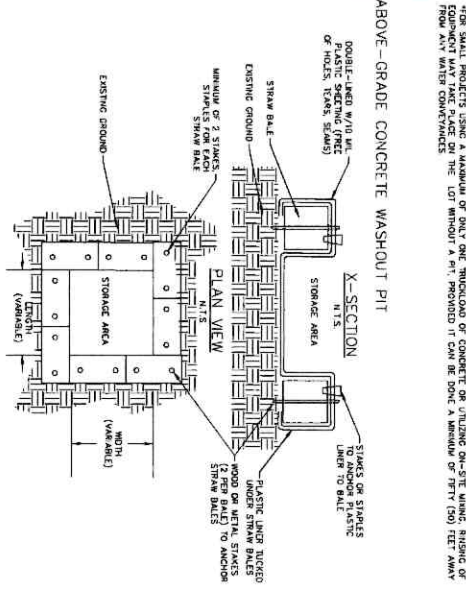 *FOR SMALL PROJECTS USING A MAXIMUM OF ONLY ONE TRUCKLOAD OF CONCRETE OR UTILIZING ON-SITE MIXING, RINSING OF
EQUIPMENT MAY TAKE PLACE ON THE LOT WITHOUT A PIT, PROVIDED IT CAN BE DONE A MINIMUM OF FIFTY (50) FEET AWAY
FROM ANY WATER CONVEYANCES
ABOVE-GRADE CONCRETE WASHOUT PIT
DOUBLE-LINED W/10 MIL
PLASTIC SHEETING (FREE
OF HOLES, TEARS, SEAMS)
STRAW BALE
EXISTING GROUND
STORAGE AREA
X-SECTION
N.T.S.
STAKES OR STAPLES
TO ANCHOR PLASTIC
LINER TO BALE
PLASTIC LINER TUCKED
UNDER STRAW BALES
WOOD OR METAL STAKES
(2 PER BALE) TO ANCHOR
STRAW BALES
PLAN VIEW
N.T.S.
MINIMUM OF 2 STAKES,
STAPLES FOR EACH
STRAW BALE
EXISTING GROUND
STORAGE AREA
WIDTH
(VARIABLE)
LENGTH
(VARIABLE)